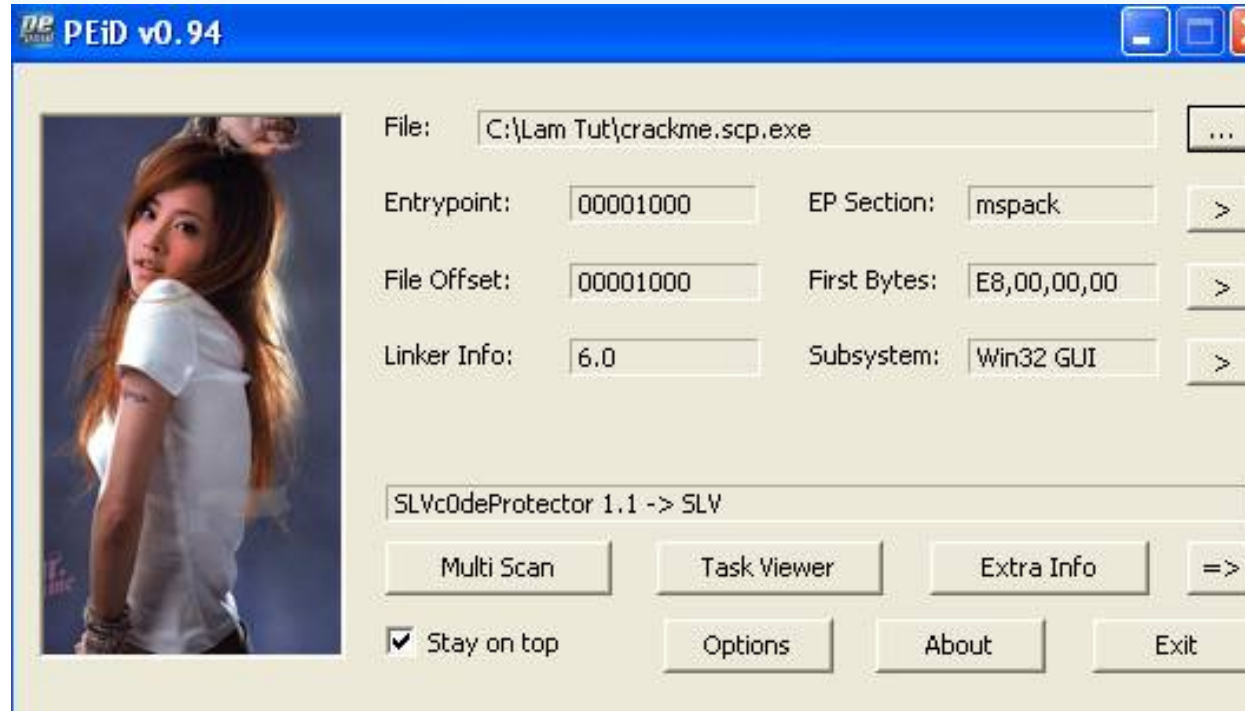 PEiD v0.94
File: C:\Lam Tut\crackme.scp.exe ...
Entrypoint: 00001000 EP Section: mspack >
File Offset: 00001000 First Bytes: E8,00,00,00 >
Linker Info: 6.0 Subsystem: Win32 GUI >
SLVc0deProtector 1.1 -> SLV
Multi Scan Task Viewer Extra Info =>
Stay on top Options About Exit